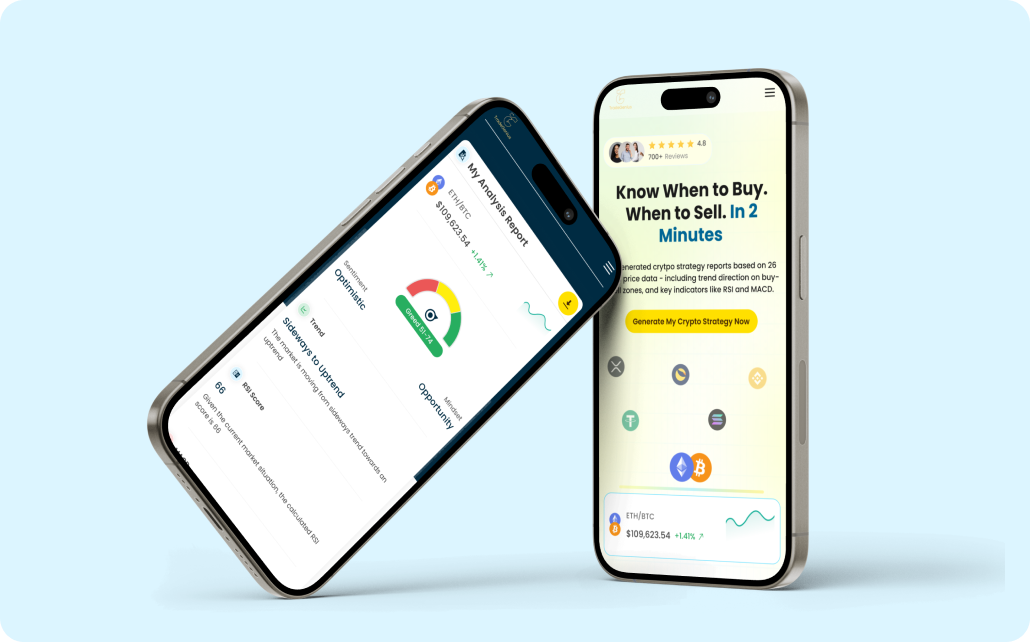 My Analysis Report
ETH/BTC
$109,623.54 +1.41%
Sentiment
Optimistic
Greed 51-74
Mindset
Opportunity
Trend
Sideways to Uptrend
The market is moving from sideways trend towards an
uptrend
RSI Score
66
Given the current market situation, the calculated RSI
score is 66
4.8
700+ Reviews
Know When to Buy.
When to Sell. In 2
Minutes
crytpo strategy reports based on 26
price data - including trend direction on buy-
zones, and key indicators like RSI and MACD.
Generate My Crypto Strategy Now
ETH/BTC
$109,623.54 +1.41%